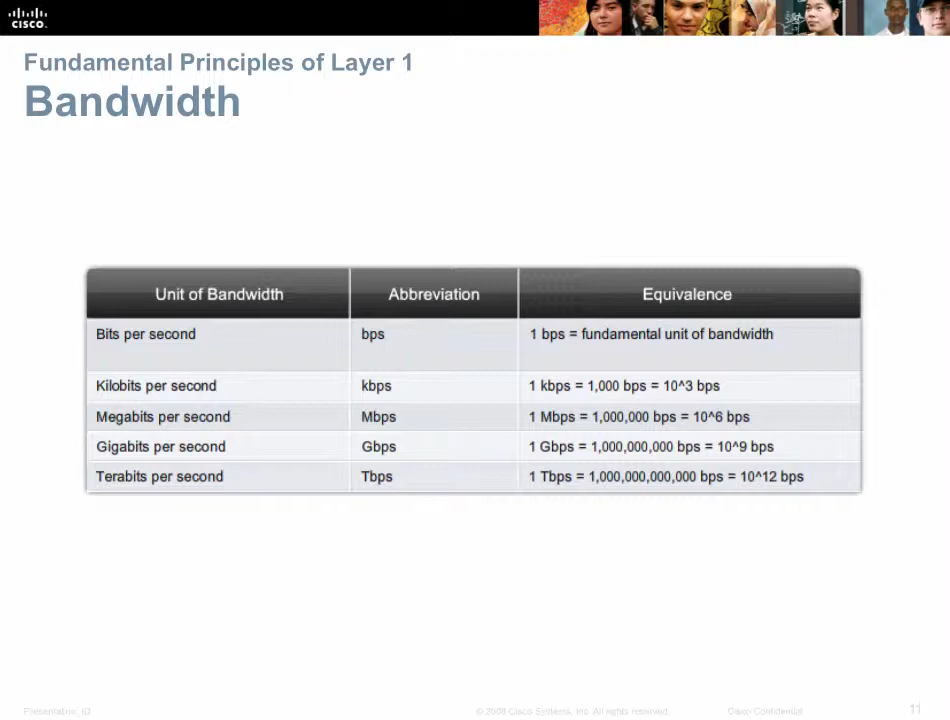 CISCO
Fundamental Principles of Layer 1
Bandwidth
Unit of Bandwidth Abbreviation Equivalence
Bits per second bps 1 bps = fundamental unit of bandwidth
Kilobits per second kbps 1 kbps = 1,000 bps = 10^3 bps
Megabits per second Mbps 1 Mbps = 1,000,000 bps = 10^6 bps
Gigabits per second Gbps 1 Gbps = 1,000,000,000 bps = 10^9 bps
Terabits per second Tbps 1 Tbps = 1,000,000,000,000 bps = 10^12 bps
Presentation_ID © 2008 Cisco Systems, Inc. All rights reserved. Cisco Confidential 11